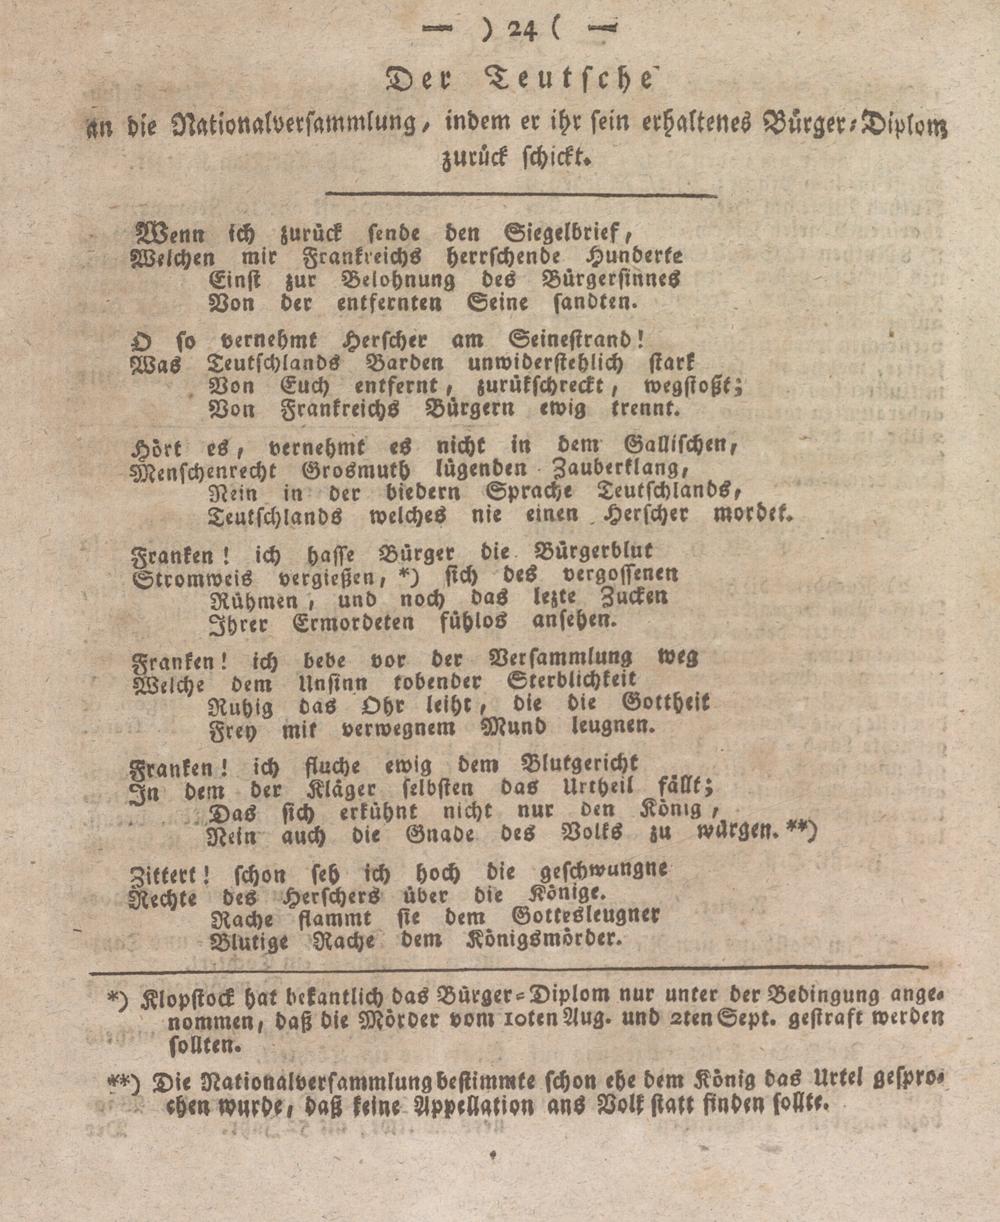 — ) 24 ( —
Der Teutsche
an die Nationalversammlung, indem er ihr sein erhaltenes Bürger-Diplom
zurück schickt.
Wenn ich zurück sende den Siegelbrief,
Welchen mir Frankreichs herrschende Hunderte
Einst zur Belohnung des Bürgersinnes
Von der entfernten Seine sandten.
O so vernehmt Herscher am Seinestrand!
Was Teutschlands Barden unwiderstehlich stark
Von Euch entfernt, zurükschreckt, wegstoßt;
Von Frankreichs Bürgern ewig trennt.
Hört es, vernehmt es nicht in dem Gallischen,
Menschenrecht Grosmuth lügenden Zauberklang,
Nein in der biedern Sprache Teutschlands,
Teutschlands welches nie einen Herscher mordet.
Franken! ich hasse Bürger die Bürgerblut
Stromweis vergießen, *) sich des vergossenen
Rühmen, und noch das lezte Zucken
Ihrer Ermordeten fühlos ansehen.
Franken! ich bebe vor der Versammlung weg
Welche dem Unsinn tobender Sterblichkeit
Ruhig das Ohr leiht, die die Gottheit
Frey mit verwegnem Mund leugnen.
Franken! ich fluche ewig dem Blutgericht
In dem der Kläger selbsten das Urtheil fällt;
Das sich erkühnt nicht nur den König,
Nein auch die Gnade des Volks zu würgen. **)
Zittert! schon seh ich hoch die geschwungne
Rechte des Herschers über die Könige.
Rache flammt sie dem Gottesleugner
Blutige Rache dem Königsmörder.
*) Klopstock hat bekantlich das Bürger-Diplom nur unter der Bedingung ange-
nommen, daß die Mörder vom 10ten Aug. und 2ten Sept. gestraft werden
sollten.
**) Die Nationalversammlung bestimmte schon ehe dem König das Urtel gespro-
chen wurde, daß keine Appellation ans Volk statt finden sollte.